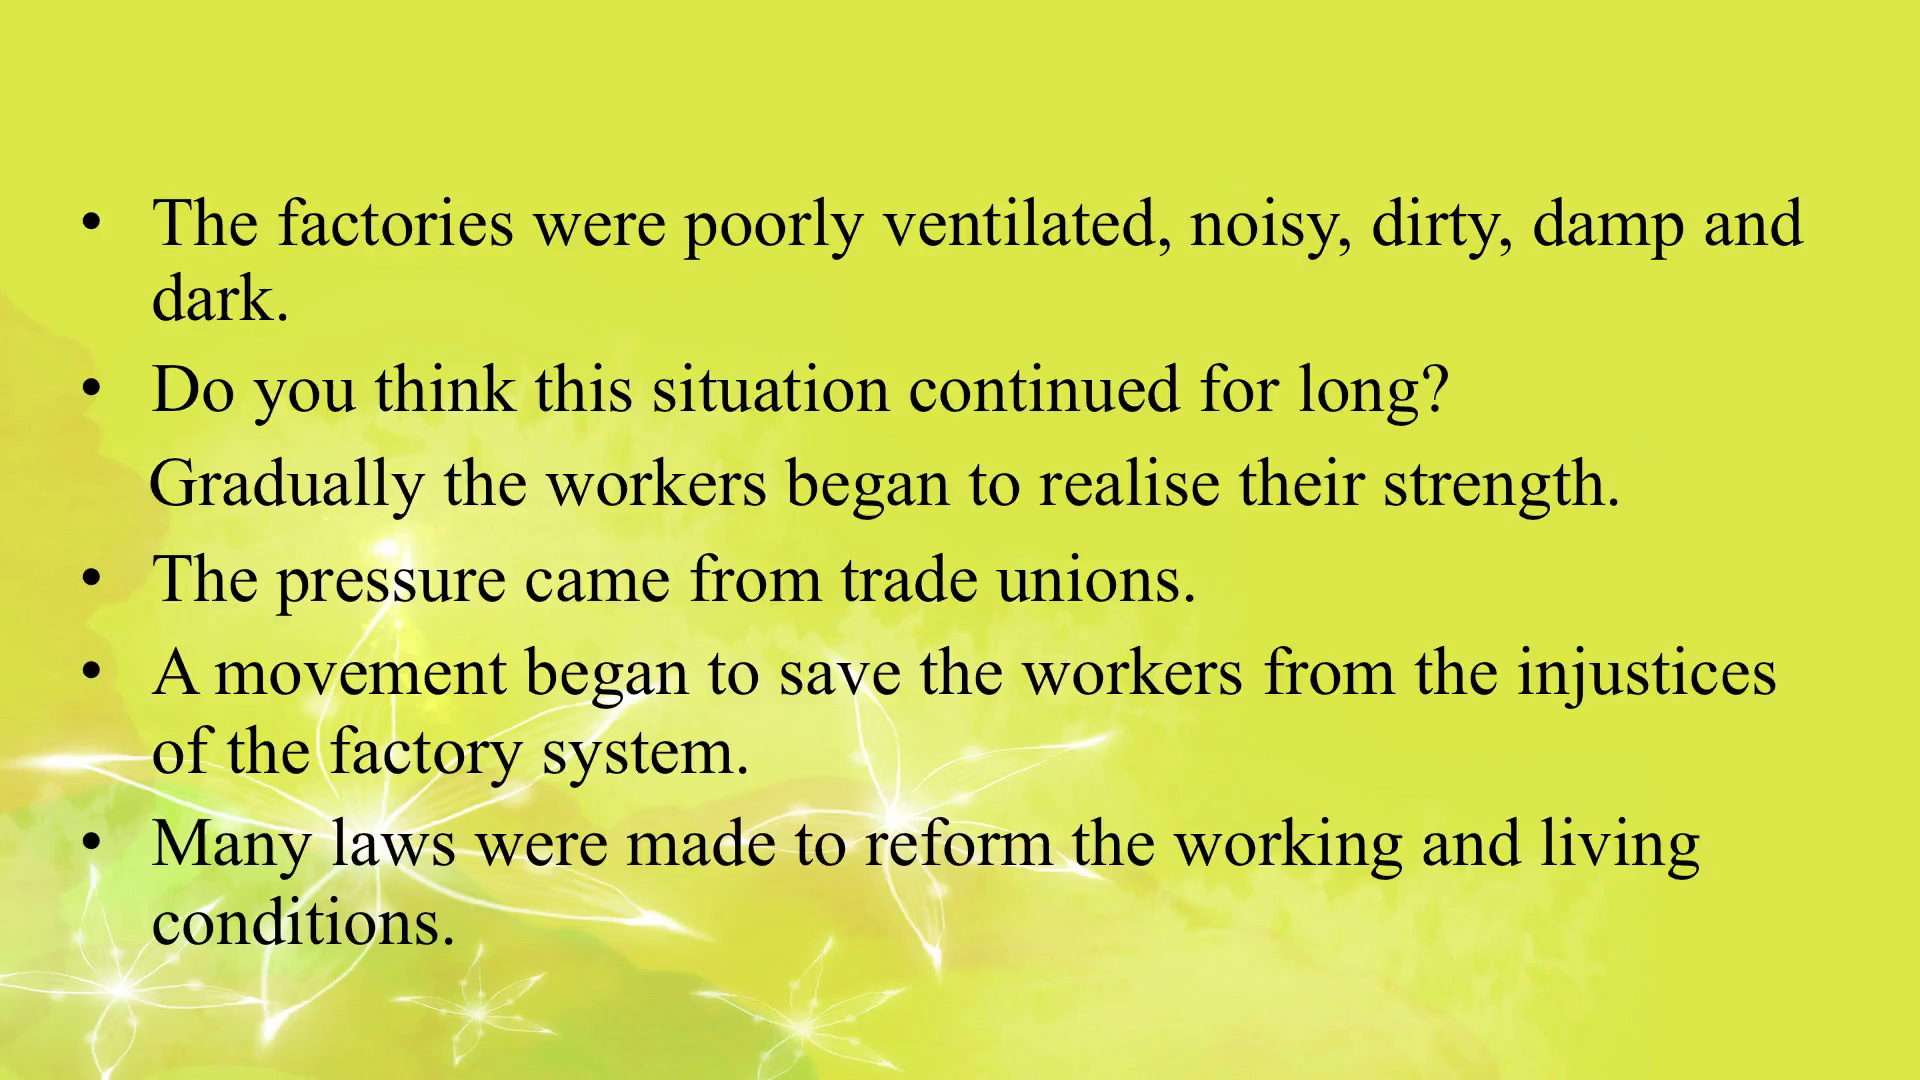 • The factories were poorly ventilated, noisy, dirty, damp and
dark.
• Do you think this situation continued for long?
Gradually the workers began to realise their strength.
• The pressure came from trade unions.
• A movement began to save the workers from the injustices
of the factory system.
• Many laws were made to reform the working and living
conditions.